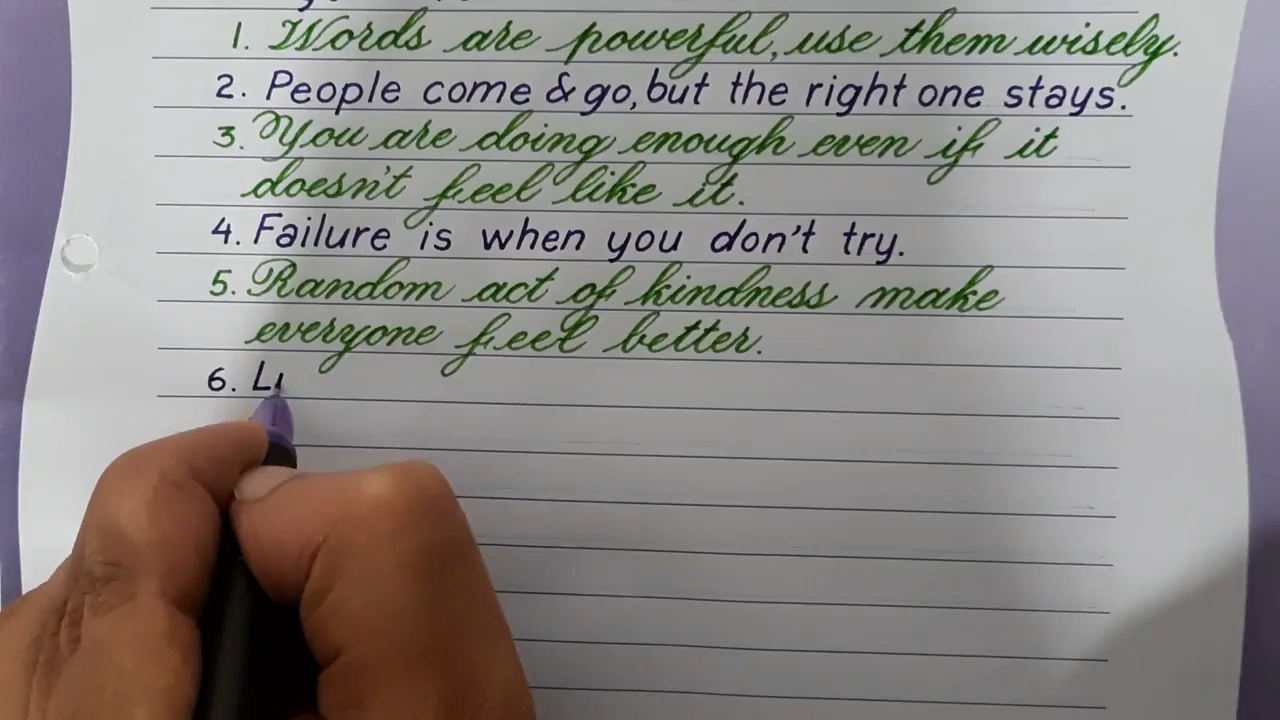 1. Words are powerful, use them wisely.
2. People come & go, but the right one stays.
3. You are doing enough even if it
doesn't feel like it.
4. Failure is when you don't try.
5. Random act of kindness make
everyone feel better.
6. Li